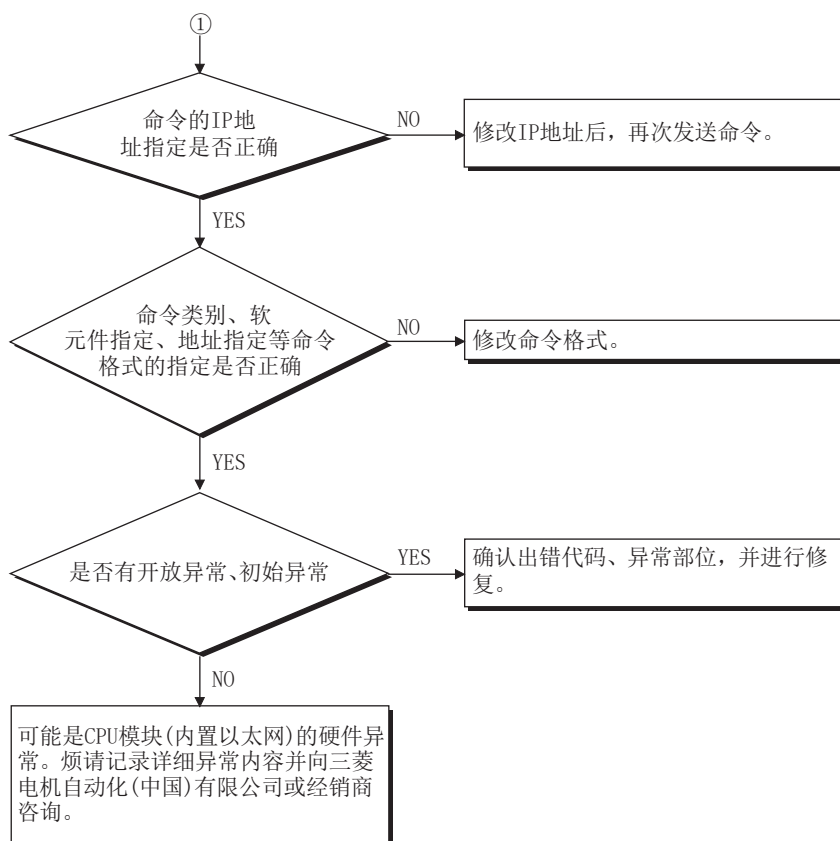 ①
命令的IP地
址指定是否正确
NO
修改IP地址后，再次发送命令。
YES
命令类别、软
元件指定、地址指定等命令
格式的指定是否正确
NO
修改命令格式。
YES
是否有开放异常、初始异常
YES
确认出错代码、异常部位，并进行修
复。
NO
可能是CPU模块(内置以太网)的硬件异
常。烦请记录详细异常内容并向三菱
电机自动化(中国)有限公司或经销商
咨询。